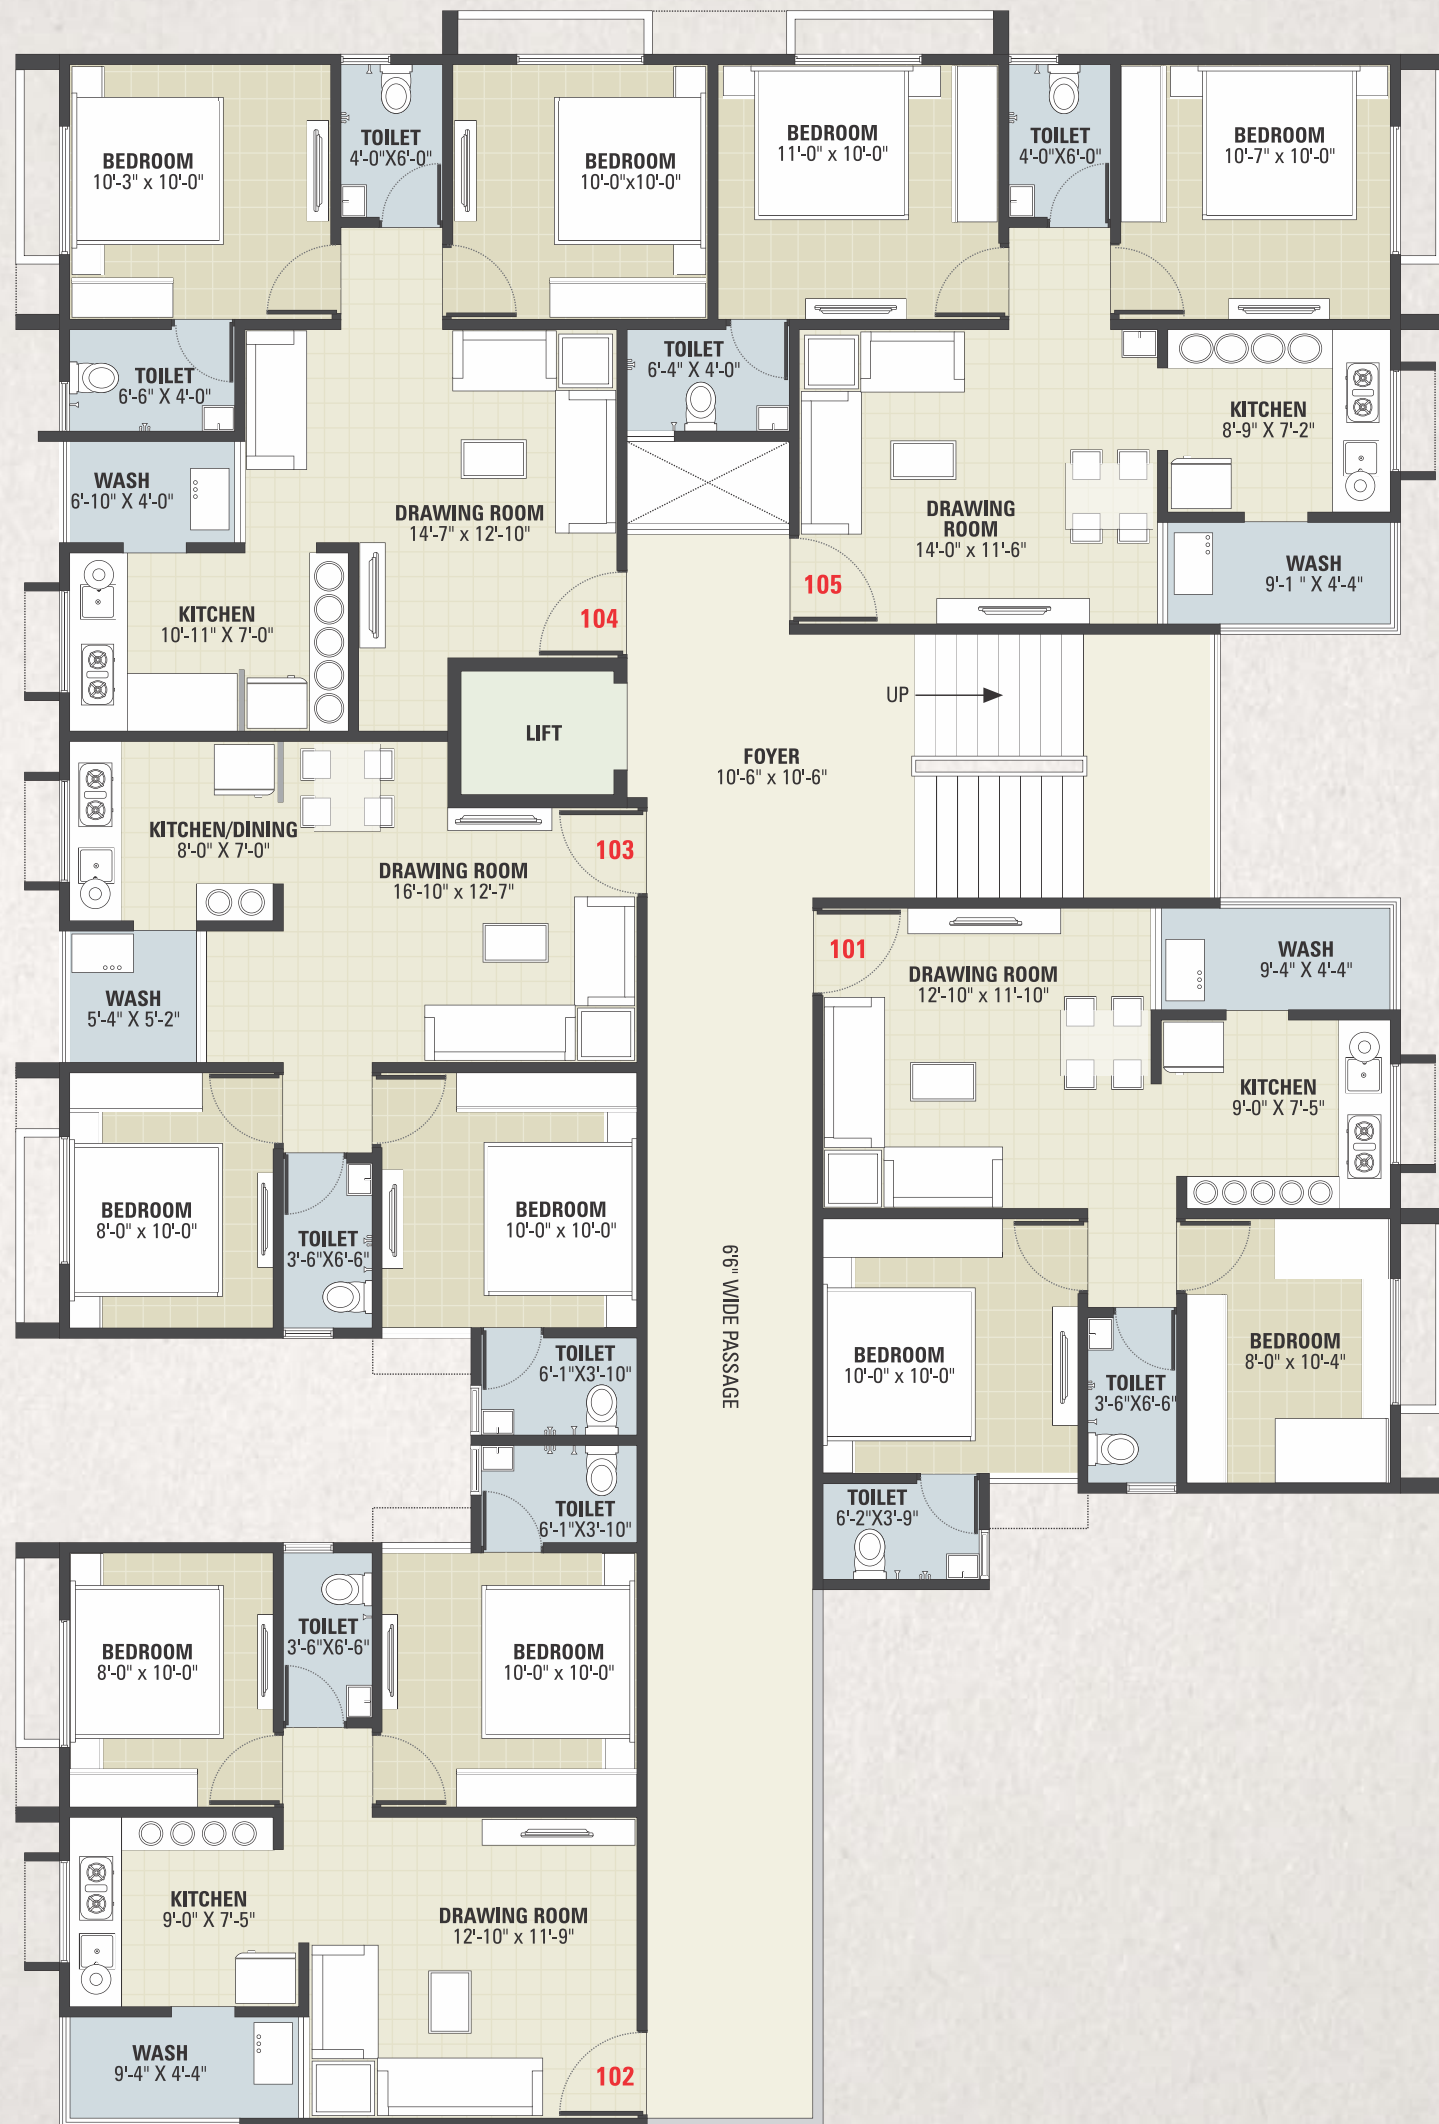 BEDROOM
10'-3" x 10'-0"
TOILET
4'-0"X6'-0"
BEDROOM
10'-0"x10'-0"
BEDROOM
11'-0" x 10'-0"
TOILET
4'-0"X6'-0"
BEDROOM
10'-7" x 10'-0"
TOILET
6'-6" X 4'-0"
TOILET
6'-4" X 4'-0"
KITCHEN
8'-9" X 7'-2"
WASH
6'-10" X 4'-0"
DRAWING ROOM
14'-7" x 12'-10"
DRAWING
ROOM
14'-0" x 11'-6"
WASH
9'-1 " X 4'-4"
105
104
KITCHEN
10'-11" X 7'-0"
UP
LIFT
FOYER
10'-6" x 10'-6"
KITCHEN/DINING
8'-0" X 7'-0"
103
DRAWING ROOM
16'-10" x 12'-7"
101
DRAWING ROOM
12'-10" x 11'-10"
WASH
9'-4" X 4'-4"
WASH
5'-4" X 5'-2"
KITCHEN
9'-0" X 7'-5"
BEDROOM
8'-0" x 10'-0"
TOILET
3'-6"X6'-6"
BEDROOM
10'-0" x 10'-0"
6'6" WIDE PASSAGE
BEDROOM
10'-0" x 10'-0"
TOILET
3'-6"X6'-6"
BEDROOM
8'-0" x 10'-4"
TOILET
6'-1"X3'-10"
TOILET
6'-1"X3'-10"
TOILET
6'-2"X3'-9"
BEDROOM
8'-0" x 10'-0"
TOILET
3'-6"X6'-6"
BEDROOM
10'-0" x 10'-0"
KITCHEN
9'-0" X 7'-5"
DRAWING ROOM
12'-10" x 11'-9"
WASH
9'-4" X 4'-4"
102